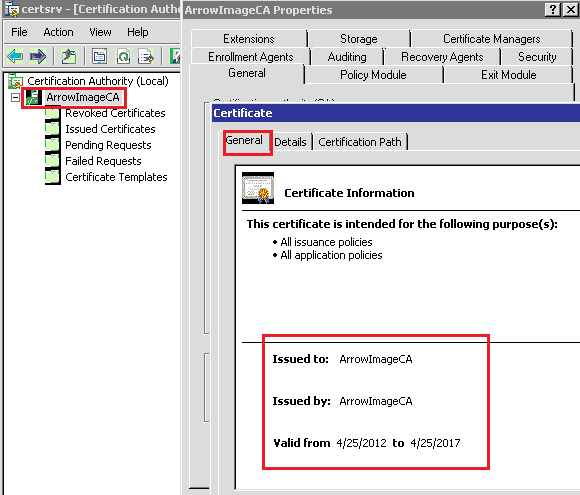 certsrv - [Certification Autho
File Action View Help
Certification Authority (Local)
ArrowImageCA
Revoked Certificates
Issued Certificates
Pending Requests
Failed Requests
Certificate Templates
ArrowImageCA Properties
Extensions Storage Certificate Managers
Enrollment Agents Auditing Recovery Agents Security
General Policy Module Exit Module
Certificate
General Details Certification Path
Certificate Information
This certificate is intended for the following purpose(s):
• All issuance policies
• All application policies
Issued to: ArrowImageCA
Issued by: ArrowImageCA
Valid from 4/25/2012 to 4/25/2017